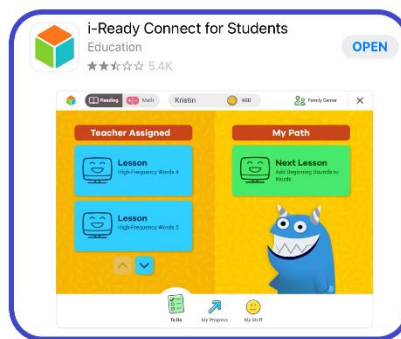 i-Ready Connect for Students
Education
5.4K
OPEN
Reading
Math
Kristin
Family Center
Teacher Assigned
My Path
Lesson
High-Frequency Words 4
Next Lesson
Add Beginning Sounds to
Words
Lesson
High-Frequency Words 3
To Do
My Progress
My Stuff